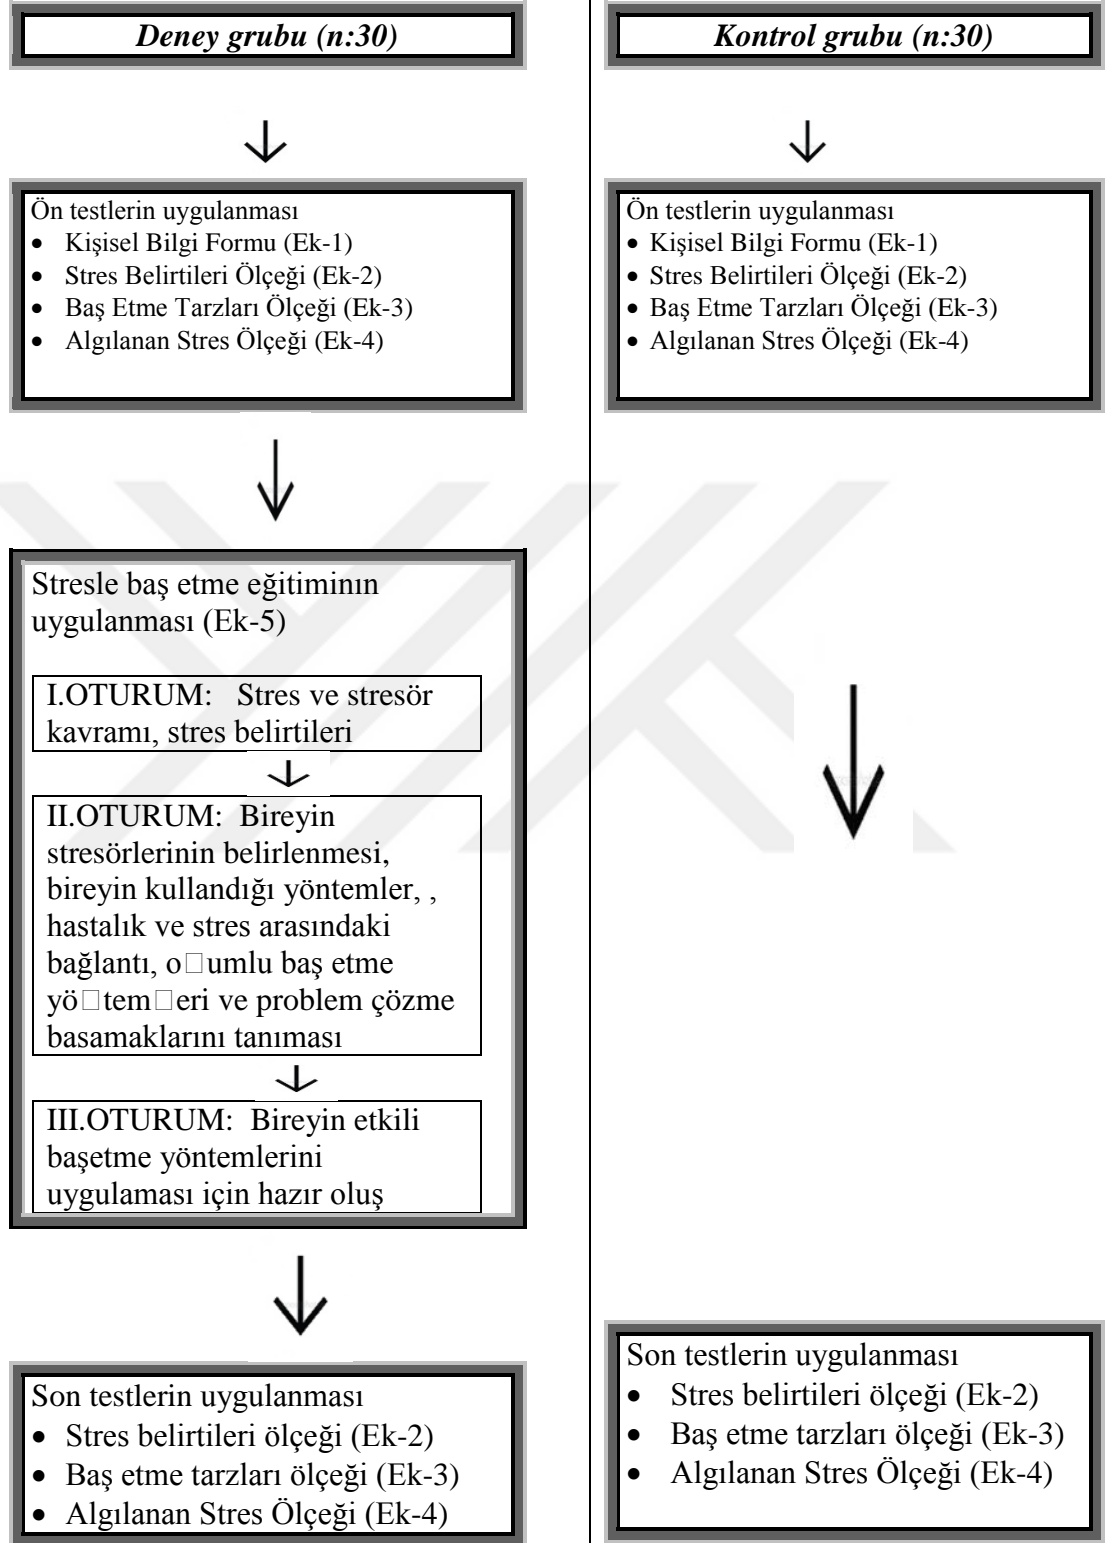 Deney grubu (n:30)
Ön testlerin uygulanması
• Kişisel Bilgi Formu (Ek-1)
• Stres Belirtileri Ölçeği (Ek-2)
• Baş Etme Tarzları Ölçeği (Ek-3)
• Algılanan Stres Ölçeği (Ek-4)
Stresle baş etme eğitiminın
uygulanması (Ek-5)
I.OTURUM: Stres ve stresör
kavramı, stres belirtileri
II.OTURUM: Bireyin
stresörlerinin belirlenmesi,
bireyin kullandığı yöntemler, ,
hastalık ve stres arasındaki
bağlantı, o□umlu baş etme
yö□tem□eri ve problem çözme
basamaklarını tanıması
III.OTURUM: Bireyin etkili
başetme yöntemlerini
uygulaması için hazır oluş
Son testlerin uygulanması
• Stres belirtileri ölçeği (Ek-2)
• Baş etme tarzları ölçeği (Ek-3)
• Algılanan Stres Ölçeği (Ek-4)
Kontrol grubu (n:30)
Ön testlerin uygulanması
• Kişisel Bilgi Formu (Ek-1)
• Stres Belirtileri Ölçeği (Ek-2)
• Baş Etme Tarzları Ölçeği (Ek-3)
• Algılanan Stres Ölçeği (Ek-4)
Son testlerin uygulanması
• Stres belirtileri ölçeği (Ek-2)
• Baş etme tarzları ölçeği (Ek-3)
• Algılanan Stres Ölçeği (Ek-4)